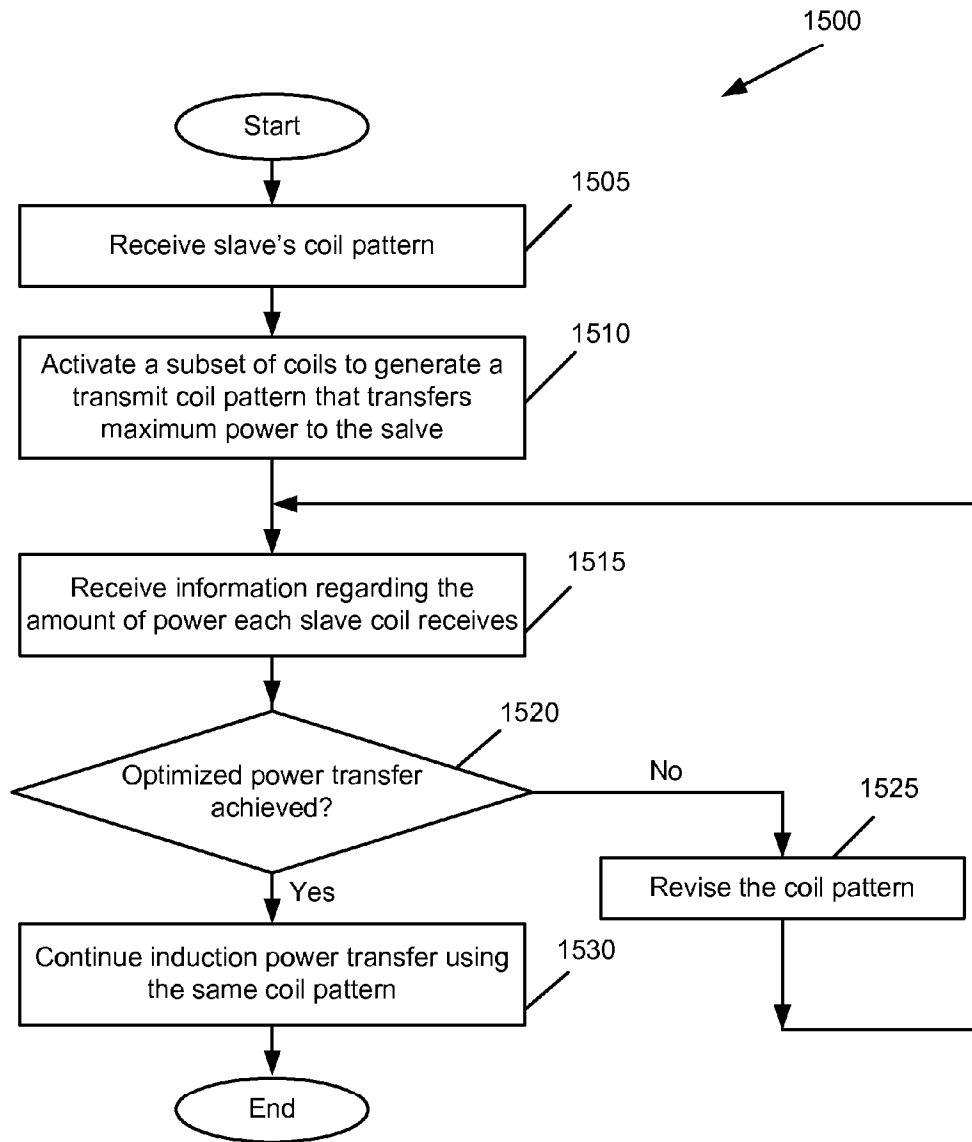 1500
Start
1505
Receive slave's coil pattern
1510
Activate a subset of coils to generate a
transmit coil pattern that transfers
maximum power to the salve
1515
Receive information regarding the
amount of power each slave coil receives
1520
Optimized power transfer
achieved?
No
1525
Revise the coil pattern
Yes
1530
Continue induction power transfer using
the same coil pattern
End